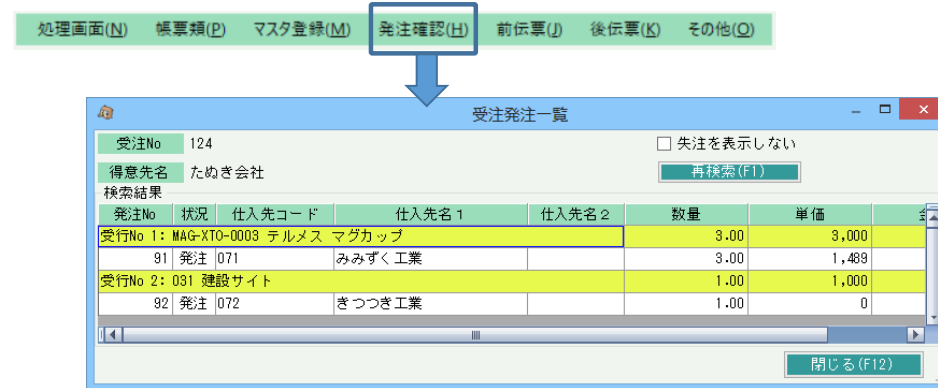 処理画面(N) 帳票類(P) マスタ登録(M) 発注確認(H) 前伝票(J) 後伝票(K) その他(O)
受注発注一覧
受注No 124 失注を表示しない
得意先名 たぬき会社 再検索(F1)
検索結果
発注No 状況 仕入先コード 仕入先名1 仕入先名2 数量 単価
受行No 1: MAG-XTO-0003 テルメス マグカップ 3.00 3,000
91 発注 071 みみずく工業 3.00 1,489
受行No 2: 031 建設サイト 1.00 1,000
92 発注 072 きつつき工業 1.00 0
閉じる(F12)